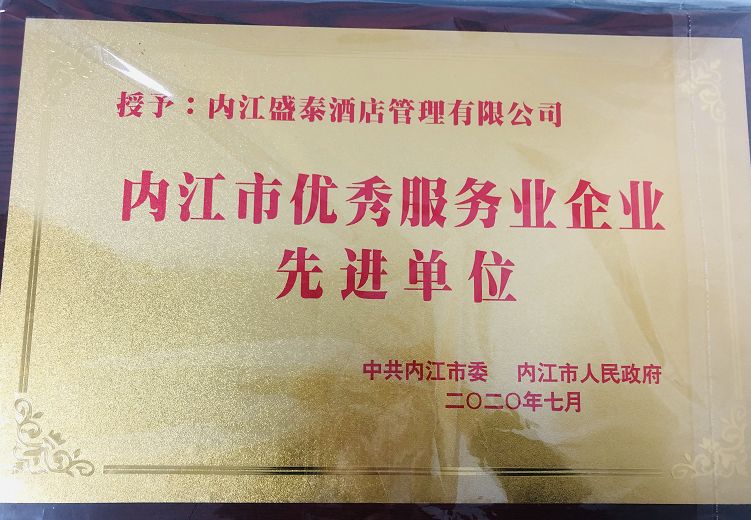 授予：内江盛泰酒店管理有限公司
内江市优秀服务业企业
先进单位
中共内江市委 内江市人民政府
二〇二〇年七月